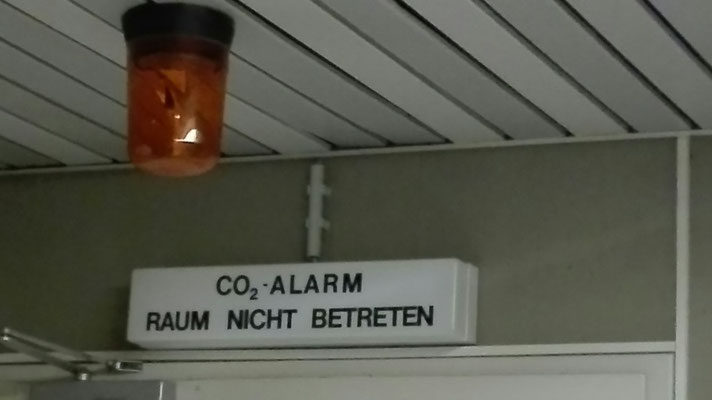 CO₂-ALARM
RAUM NICHT BETRETEN